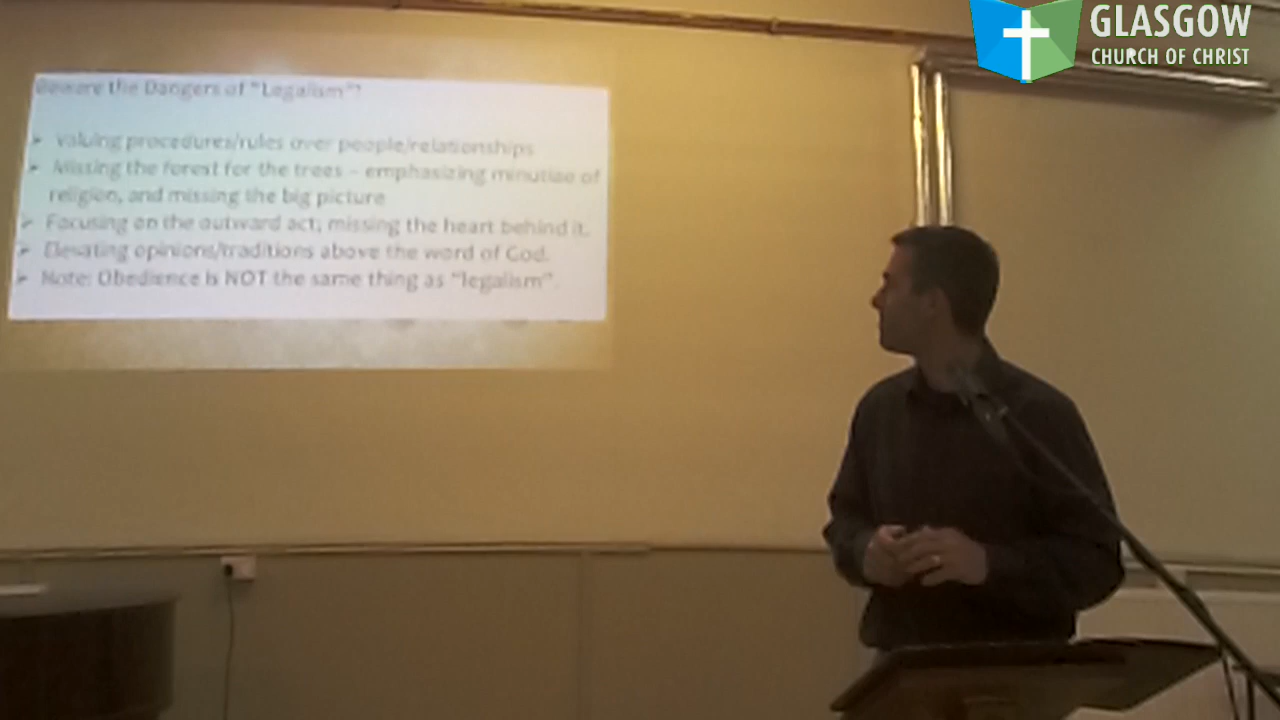 Beware the Dangers of "Legalism"!
Valuing procedures/rules over people/relationships
Missing the forest for the trees – emphasizing minutiae of
religion, and missing the big picture
Focusing on the outward act; missing the heart behind it.
Elevating opinions/traditions above the word of God.
Note: Obedience is NOT the same thing as "legalism".
GLASGOW
CHURCH OF CHRIST